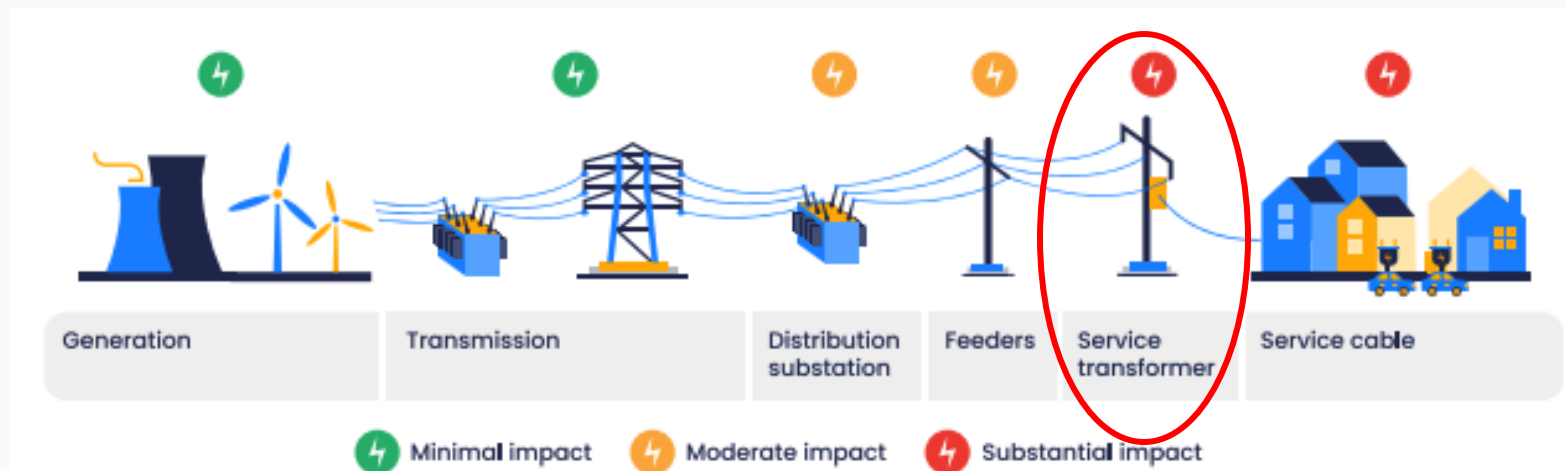 Generation
Transmission
Distribution
substation
Feeders
Service
transformer
Service cable
Minimal impact
Moderate impact
Substantial impact